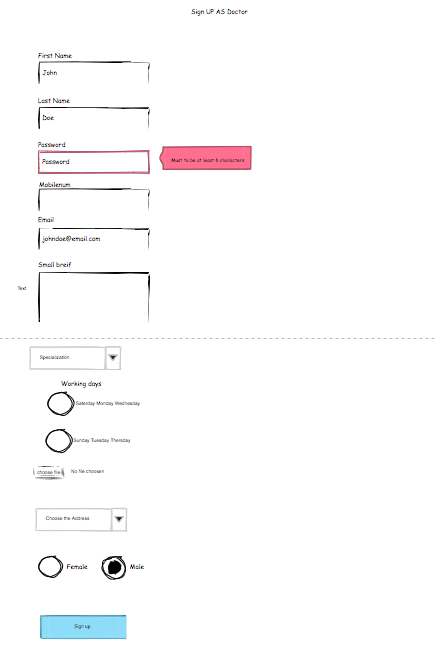 Sign UP AS Doctor
First Name
John
Last Name
Doe
Password
Password
Must to be at least 6 characters
Mobilenum
Email
johndoe@email.com
Small breif
Text
Specialization
Working days
Saterday Monday Wednesday
Sunday Tuesday Thersday
choose file
No file choosen
Choose the Address
Female
Male
Sign up